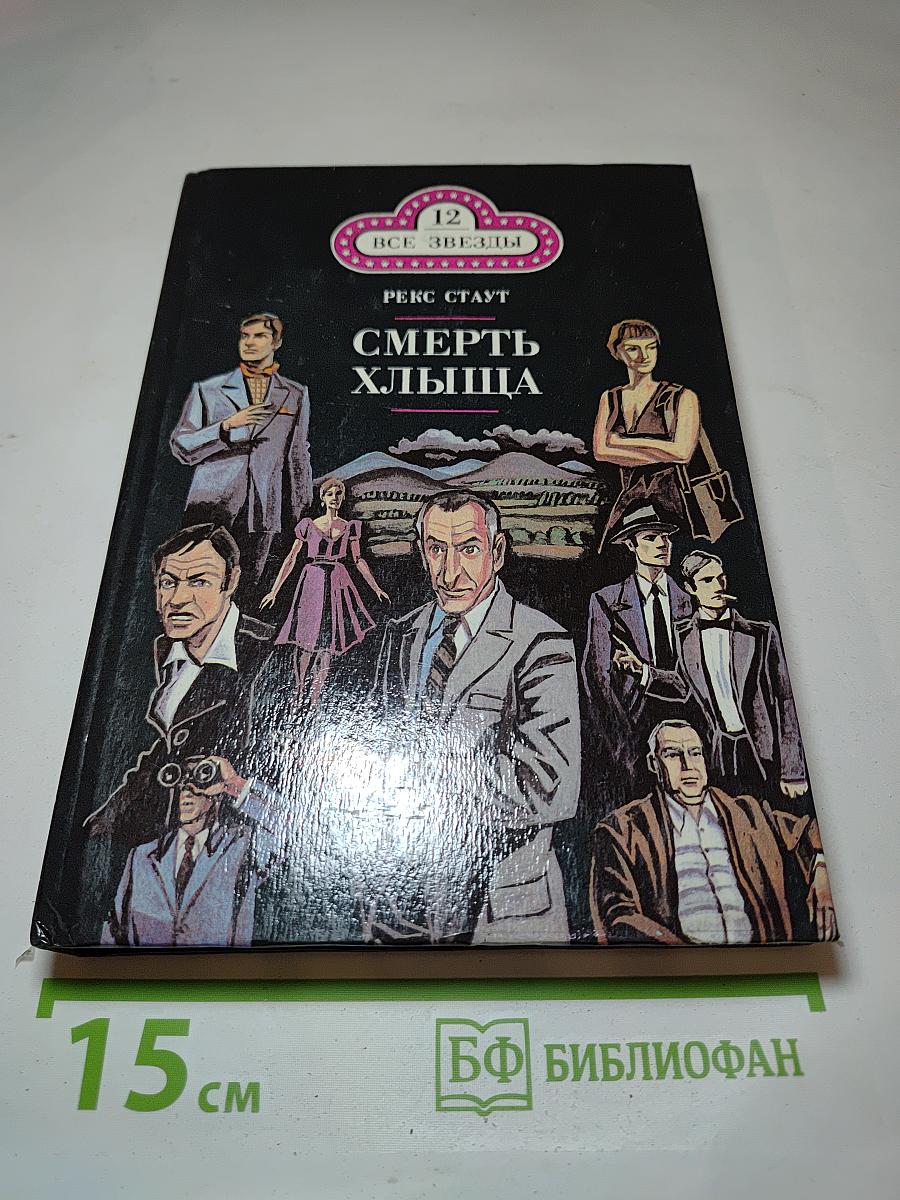 12
ВСЕ ЗВЕЗДЫ
РЕКС СТАУТ
СМЕРТЬ
ХЛЫЩА
15 см
БФ БИБЛИОФАН